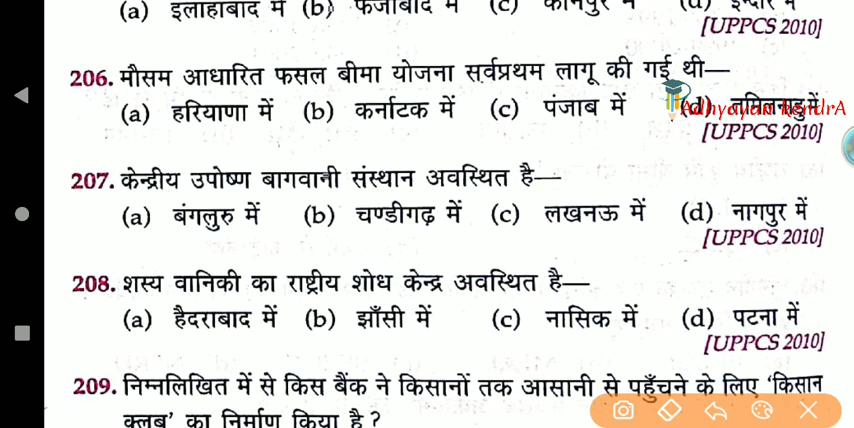 (a) इलाहाबाद में (b) फैजाबाद में (c) कानपुर में (d) इन्दौर में
[UPPCS 2010]
206. मौसम आधारित फसल बीमा योजना सर्वप्रथम लागू की गई थी—
(a) हरियाणा में (b) कर्नाटक में (c) पंजाब में (d) तमिलनाडु में
Adhyayan KendrA
[UPPCS 2010]
207. केन्द्रीय उपोष्ण बागवानी संस्थान अवस्थित है—
(a) बंगलुरु में (b) चण्डीगढ़ में (c) लखनऊ में (d) नागपुर में
[UPPCS 2010]
208. शस्य वानिकी का राष्ट्रीय शोध केन्द्र अवस्थित है—
(a) हैदराबाद में (b) झाँसी में (c) नासिक में (d) पटना में
[UPPCS 2010]
209. निम्नलिखित में से किस बैंक ने किसानों तक आसानी से पहुँचने के लिए 'किसान
क्लब' का निर्माण किया है ?